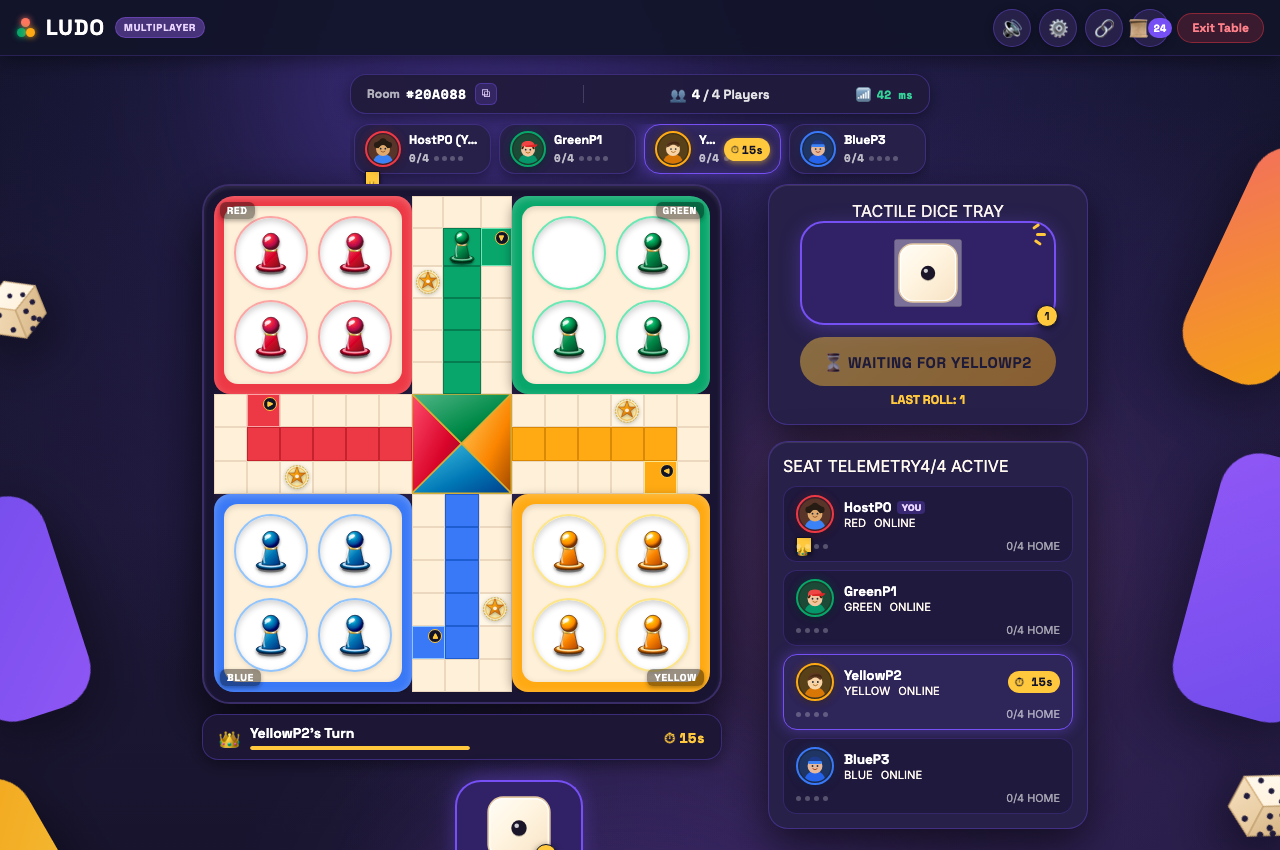 LUDO MULTIPLAYER 24 Exit Table
Room #20A088 4 / 4 Players 42 ms
HostP0 (Y... GreenP1 Y... BlueP3
0/4 0/4 0/4 15s 0/4
RED GREEN
BLUE YELLOW
YellowP2's Turn 15s
TACTILE DICE TRAY
1
WAITING FOR YELLOWP2
LAST ROLL: 1
SEAT TELEMETRY4/4 ACTIVE
HostP0 YOU
RED ONLINE
0/4 HOME
GreenP1
GREEN ONLINE
0/4 HOME
YellowP2
YELLOW ONLINE
15s
0/4 HOME
BlueP3
BLUE ONLINE
0/4 HOME